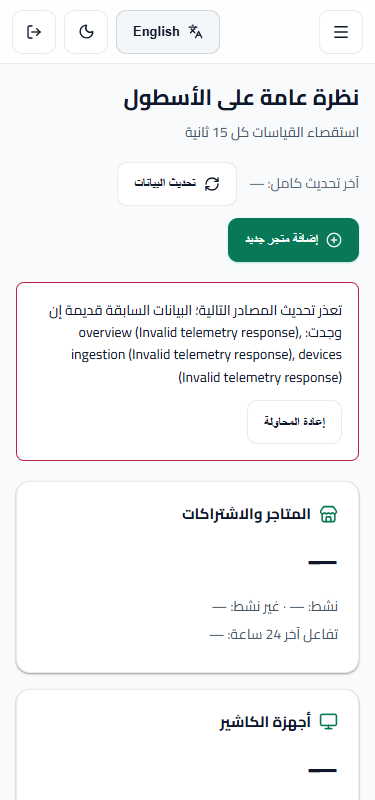 English
نظرة عامة على الأسطول
استقصاء القياسات كل 15 ثانية
آخر تحديث كامل: —
تحديث البيانات
إضافة متجر جديد
تعذر تحديث المصادر التالية؛ البيانات السابقة قديمة إن
وجدت: overview (Invalid telemetry response),
ingestion (Invalid telemetry response), devices
(Invalid telemetry response)
إعادة المحاولة
المتاجر والاشتراكات
—
نشط: — · غير نشط: —
تفاعل آخر 24 ساعة: —
أجهزة الكاشير
—